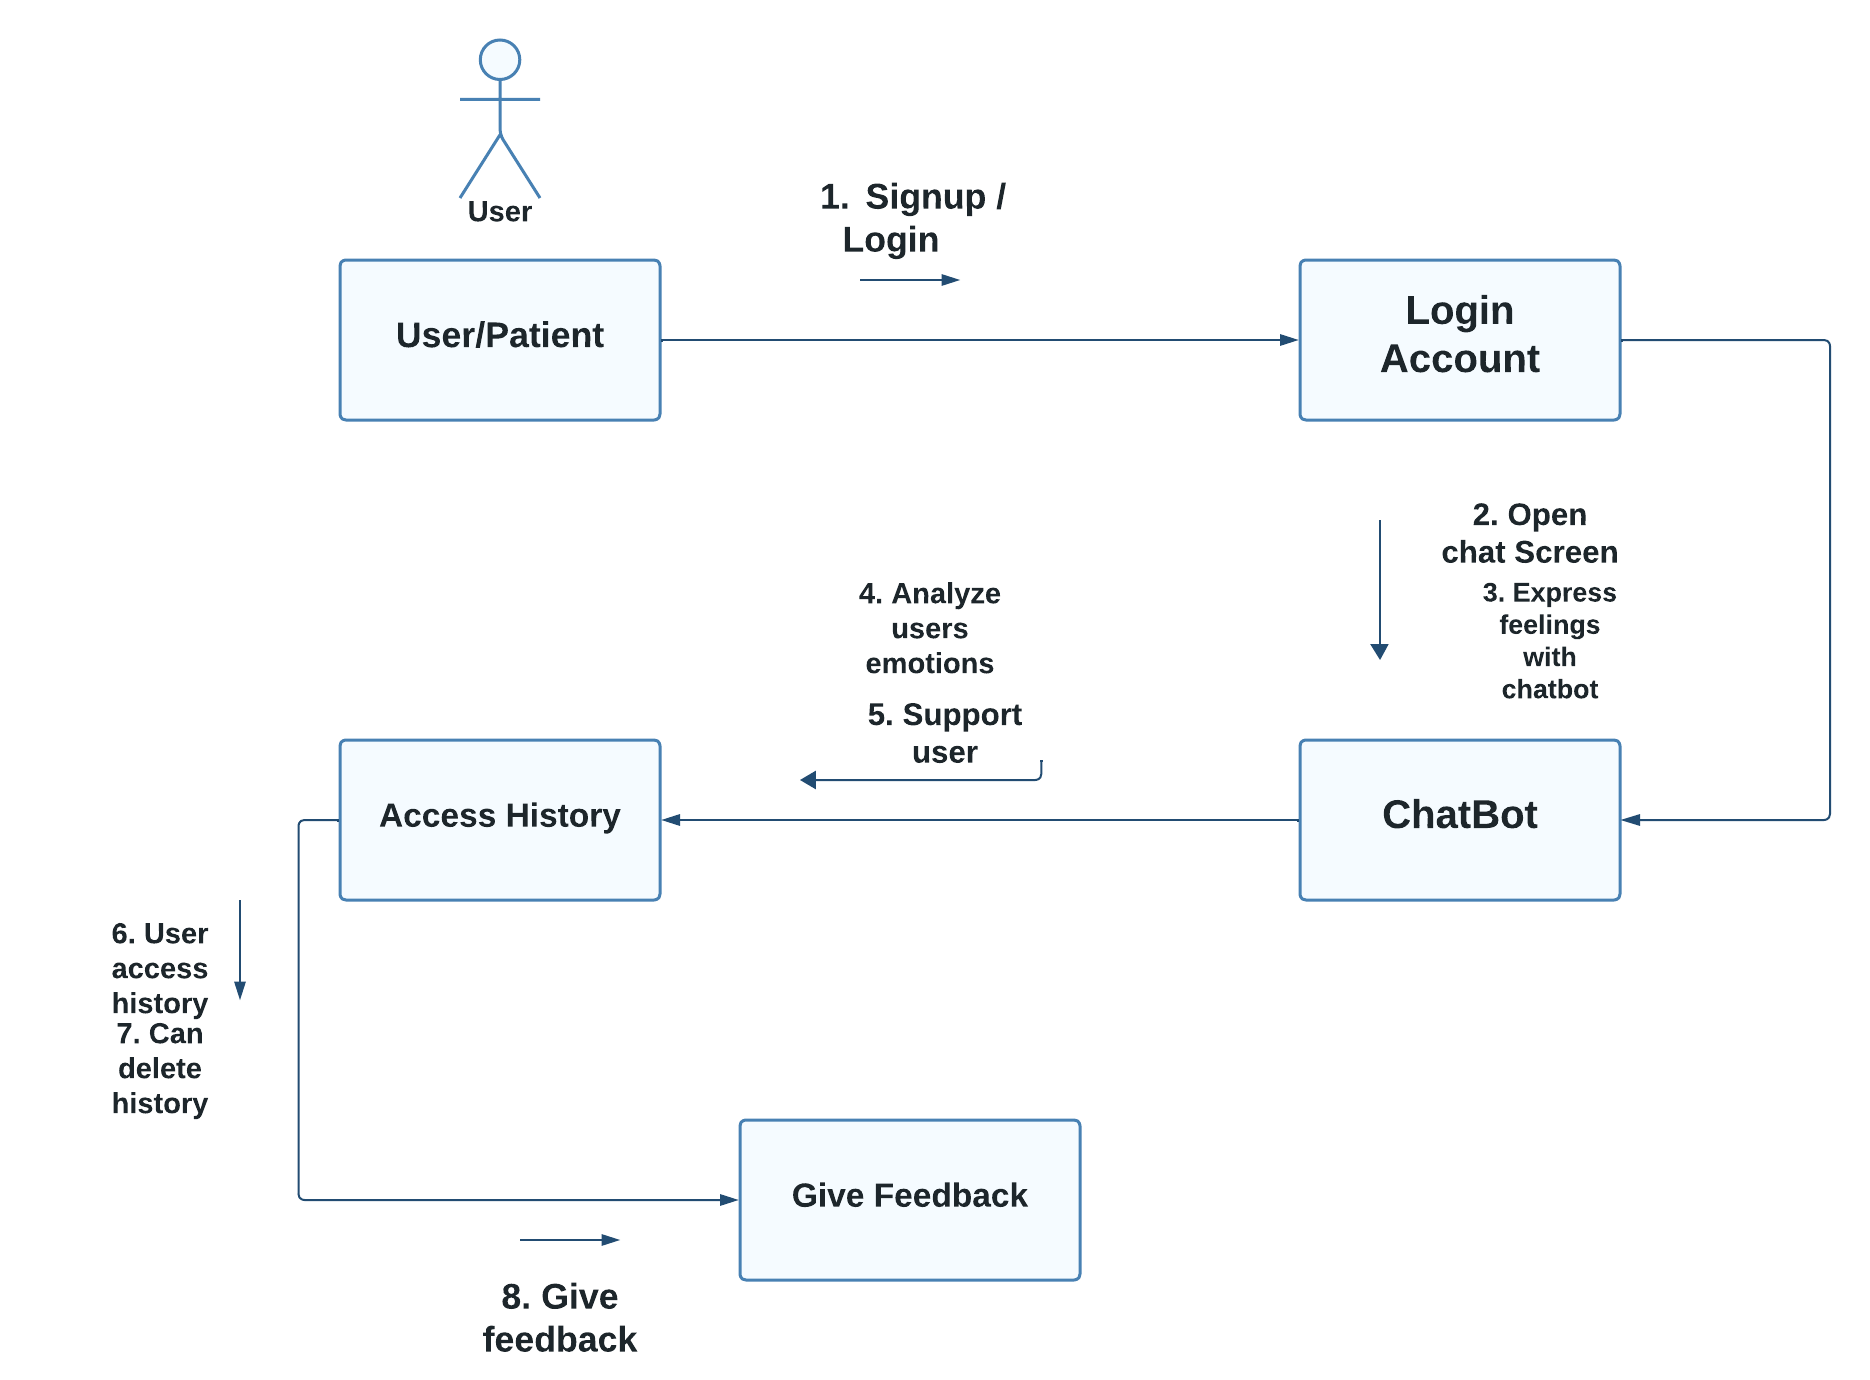 User
1. Signup /
Login
User/Patient
Login
Account
2. Open
chat Screen
3. Express
feelings
with
chatbot
4. Analyze
users
emotions
5. Support
user
Access History
ChatBot
6. User
access
history
7. Can
delete
history
Give Feedback
8. Give
feedback